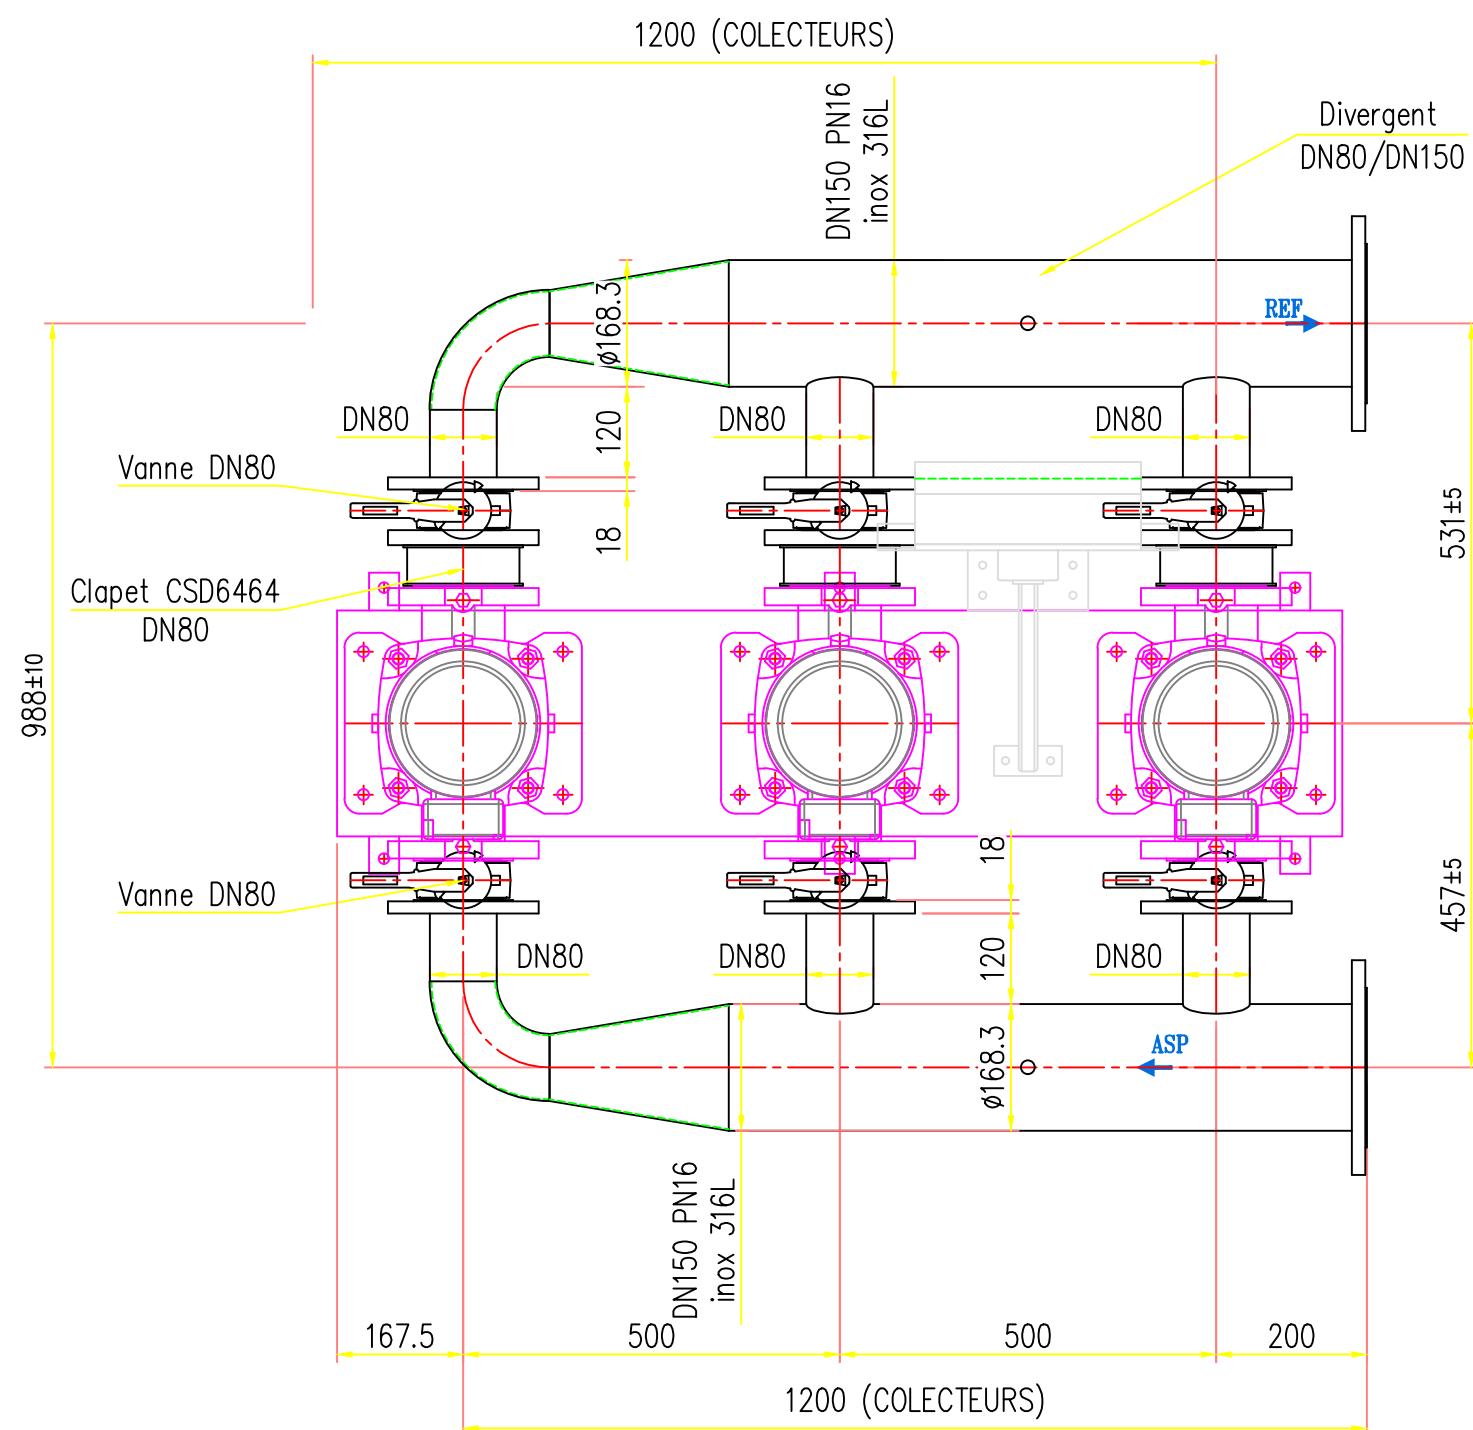 1200 (COLECTEURS)
DN150 PN16
inox 316L
Divergent
DN80/DN150
REF
ø168.3
DN80
120
DN80
DN80
Vanne DN80
18
531±5
Clapet CSD6464
DN80
988±10
18
Vanne DN80
457±5
DN80
DN80
120
DN80
ASP
ø168.3
DN150 PN16
inox 316L
167.5
500
500
200
1200 (COLECTEURS)